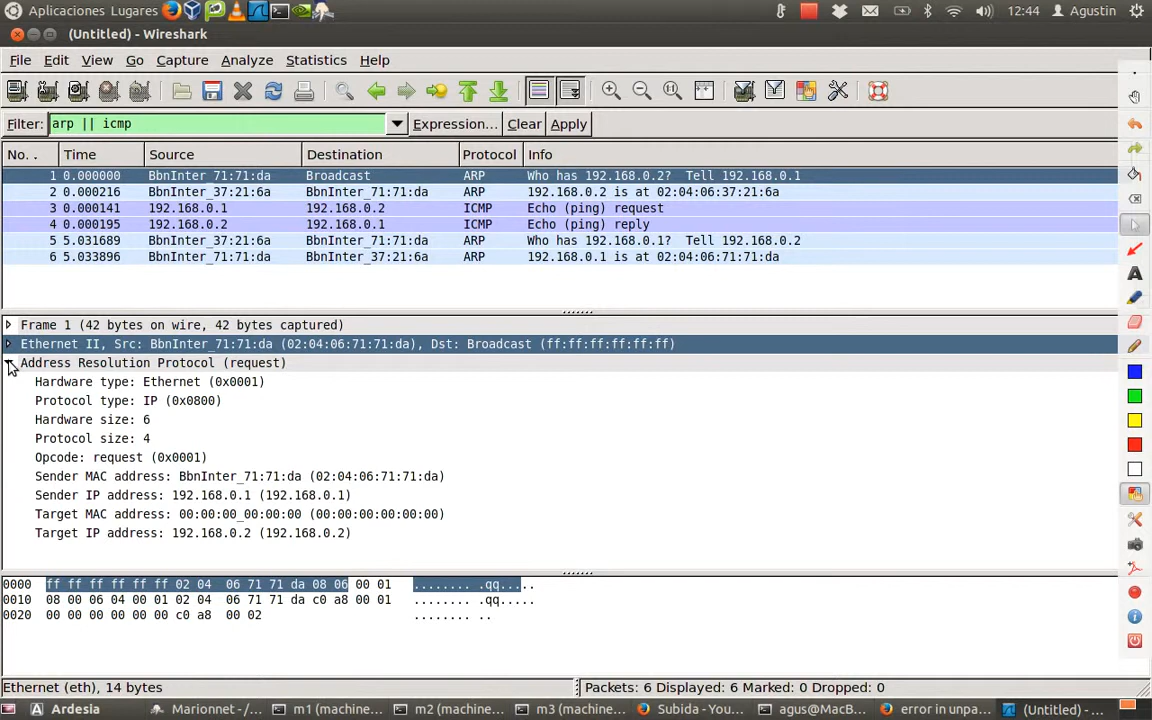 Aplicaciones Lugares 12:44 Agustin
(Untitled) - Wireshark
File Edit View Go Capture Analyze Statistics Help
Filter: arp || icmp Expression... Clear Apply
No. . Time Source Destination Protocol Info
1 0.000000 BbnInter_71:71:da Broadcast ARP Who has 192.168.0.2? Tell 192.168.0.1
2 0.000216 BbnInter_37:21:6a BbnInter_71:71:da ARP 192.168.0.2 is at 02:04:06:37:21:6a
3 0.000141 192.168.0.1 192.168.0.2 ICMP Echo (ping) request
4 0.000195 192.168.0.2 192.168.0.1 ICMP Echo (ping) reply
5 5.031689 BbnInter_37:21:6a BbnInter_71:71:da ARP Who has 192.168.0.1? Tell 192.168.0.2
6 5.033896 BbnInter_71:71:da BbnInter_37:21:6a ARP 192.168.0.1 is at 02:04:06:71:71:da
Frame 1 (42 bytes on wire, 42 bytes captured)
Ethernet II, Src: BbnInter_71:71:da (02:04:06:71:71:da), Dst: Broadcast (ff:ff:ff:ff:ff:ff)
Address Resolution Protocol (request)
Hardware type: Ethernet (0x0001)
Protocol type: IP (0x0800)
Hardware size: 6
Protocol size: 4
Opcode: request (0x0001)
Sender MAC address: BbnInter_71:71:da (02:04:06:71:71:da)
Sender IP address: 192.168.0.1 (192.168.0.1)
Target MAC address: 00:00:00_00:00:00 (00:00:00:00:00:00)
Target IP address: 192.168.0.2 (192.168.0.2)
0000 ff ff ff ff ff ff 02 04 06 71 71 da 08 06 00 01 ........ .qq.....
0010 08 00 06 04 00 01 02 04 06 71 71 da c0 a8 00 01 ........ .qq.....
0020 00 00 00 00 00 00 c0 a8 00 02 ........ ..
Ethernet (eth), 14 bytes Packets: 6 Displayed: 6 Marked: 0 Dropped: 0
Ardesia Marionnet -/... m1 (machine... m2 (machine... m3 (machine... Subida - You... agus@MacB... error in unpa... (Untitled) - ...